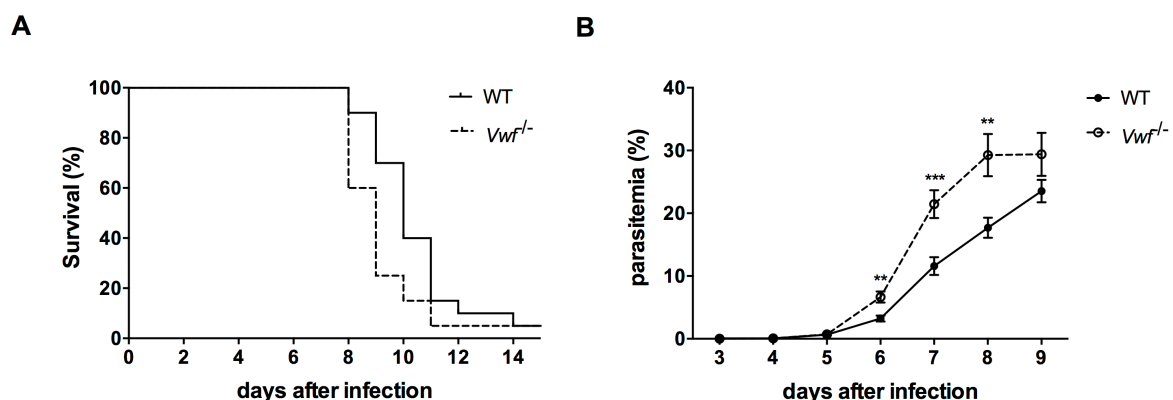 A
100
80
60
40
20
0
Survival (%)
0 2 4 6 8 10 12 14
days after infection
WT
Vwf-/-
B
40
30
20
10
0
parasitemia (%)
** *** **
3 4 5 6 7 8 9
days after infection
WT
Vwf-/-